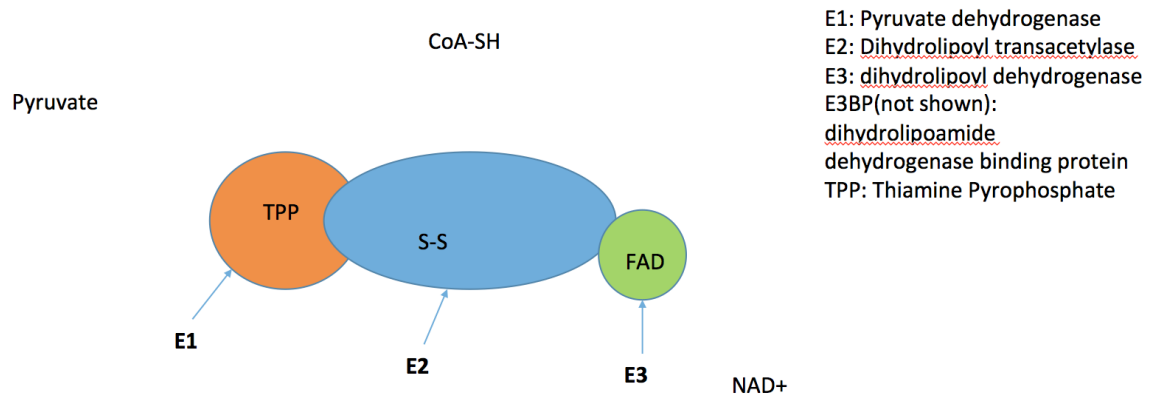 CoA-SH
Pyruvate
TPP
S-S
FAD
E1
E2
E3
NAD+
E1: Pyruvate dehydrogenase
E2: Dihydrolipoyl transacetylase
E3: dihydrolipoyl dehydrogenase
E3BP(not shown):
dihydrolipoamide
dehydrogenase binding protein
TPP: Thiamine Pyrophosphate